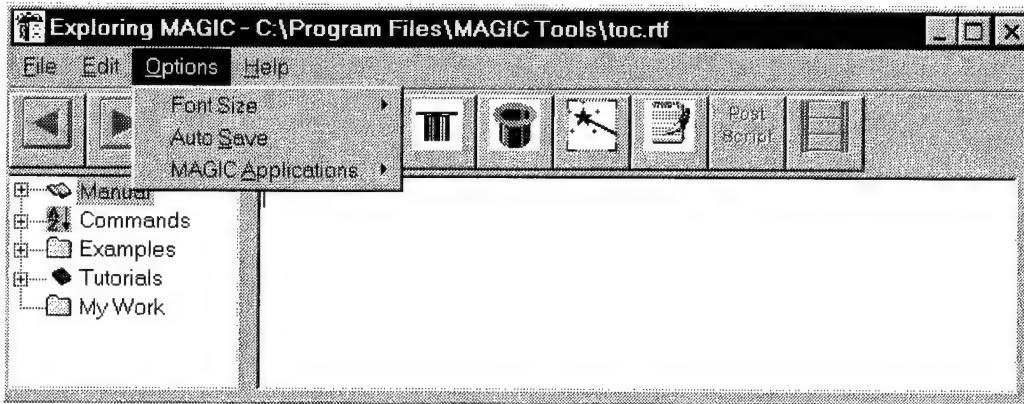 Exploring MAGIC - C:\Program Files\MAGIC Tools\toc.rtf
File Edit Options Help
Font Size
Auto Save
MAGIC Applications
Post
Script
Manual
Commands
Examples
Tutorials
My Work